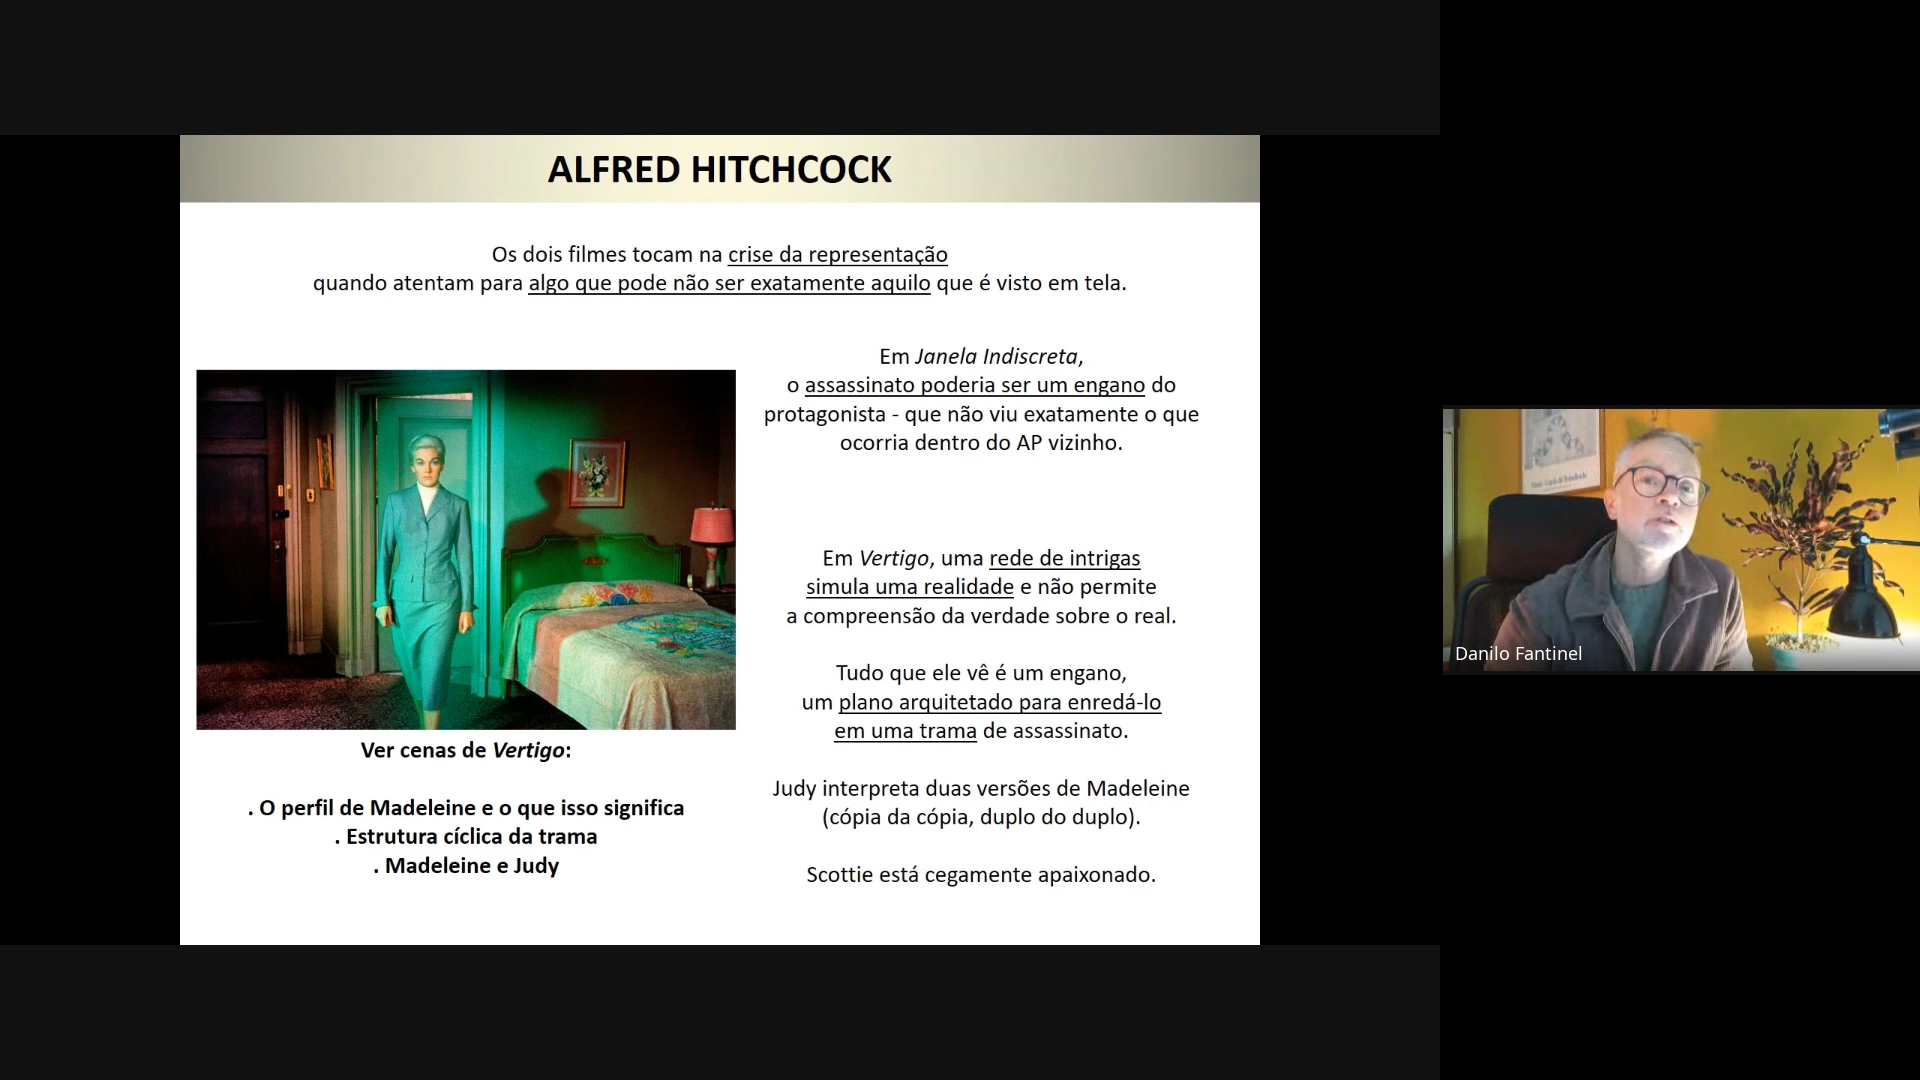 ALFRED HITCHCOCK
Os dois filmes tocam na crise da representação
quando atentam para algo que pode não ser exatamente aquilo que é visto em tela.
Em Janela Indiscreta,
o assassinato poderia ser um engano do
protagonista - que não viu exatamente o que
ocorria dentro do AP vizinho.
Em Vertigo, uma rede de intrigas
simula uma realidade e não permite
a compreensão da verdade sobre o real.
Tudo que ele vê é um engano,
um plano arquitetado para enredá-lo
em uma trama de assassinato.
Judy interpreta duas versões de Madeleine
(cópia da cópia, duplo do duplo).
Scottie está cegamente apaixonado.
Ver cenas de Vertigo:
. O perfil de Madeleine e o que isso significa
. Estrutura cíclica da trama
. Madeleine e Judy
Danilo Fantinel